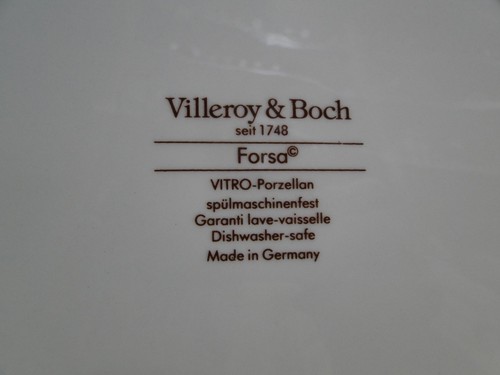 Villeroy & Boch
seit 1748
Forsa©
VITRO-Porzellan
spülmaschinenfest
Garanti lave-vaisselle
Dishwasher-safe
Made in Germany